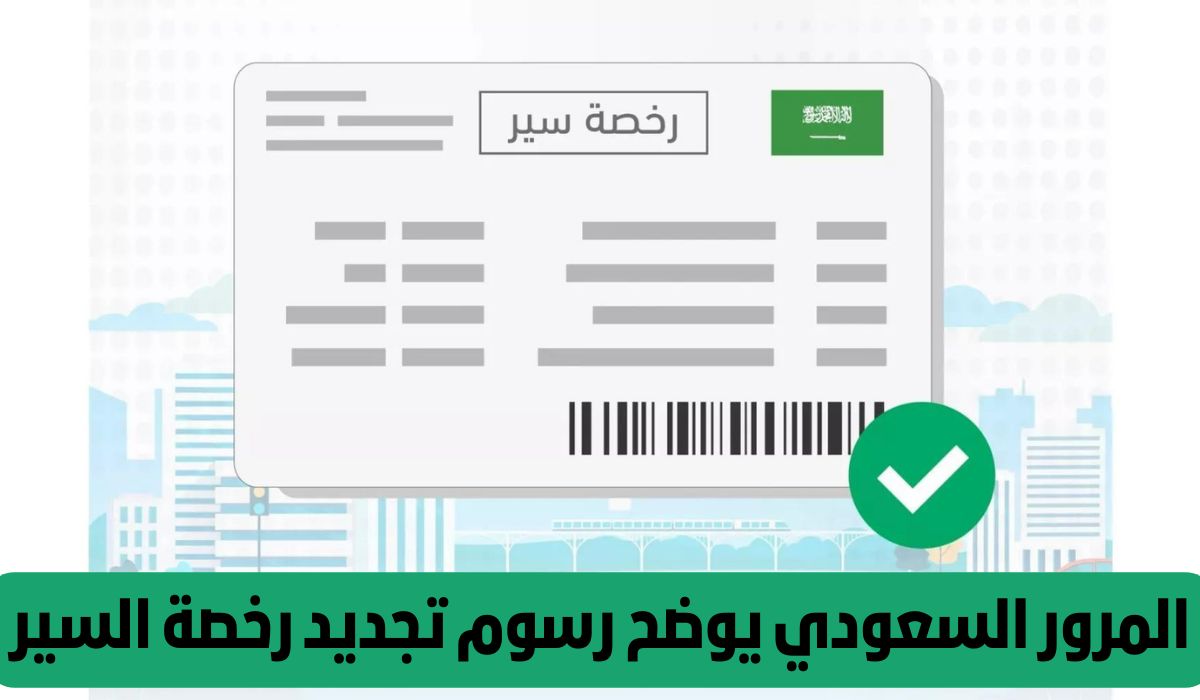 رخصة سير
المرور السعودي يوضح رسوم تجديد رخصة السير